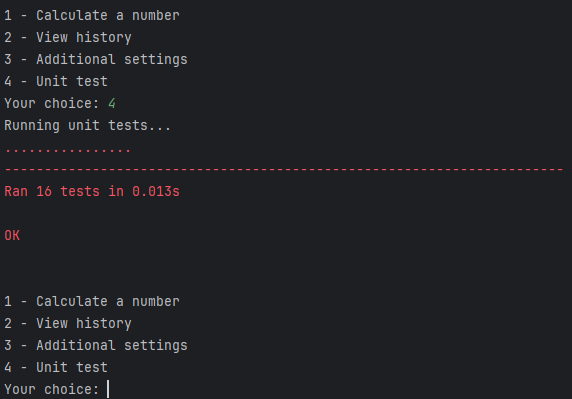 1 - Calculate a number
2 - View history
3 - Additional settings
4 - Unit test
Your choice: 4
Running unit tests...
................
----------------------------------------------------------------------
Ran 16 tests in 0.013s
OK
1 - Calculate a number
2 - View history
3 - Additional settings
4 - Unit test
Your choice: